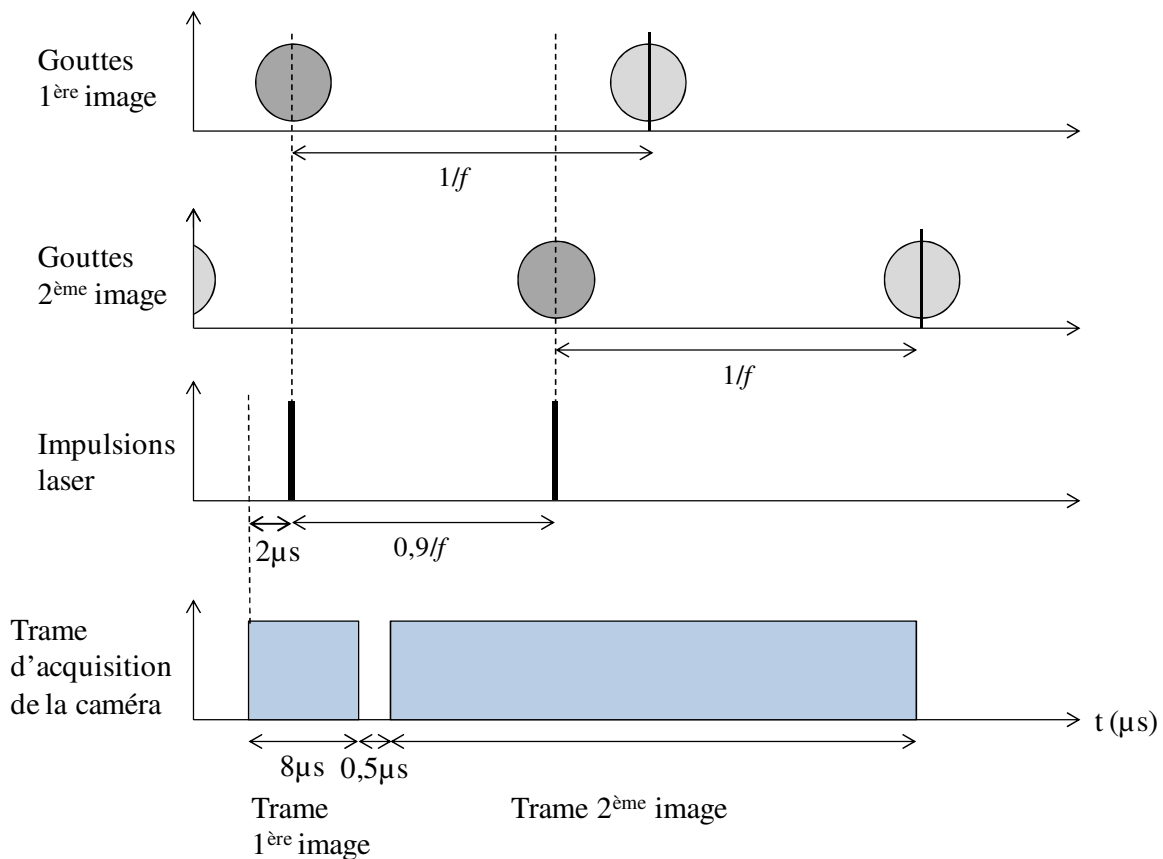 Gouttes
1ère image
1/f
Gouttes
2ème image
1/f
Impulsions
laser
2µs
0,9/f
Trame
d'acquisition
de la caméra
t (µs)
8µs
0,5µs
Trame
1ère image
Trame 2ème image